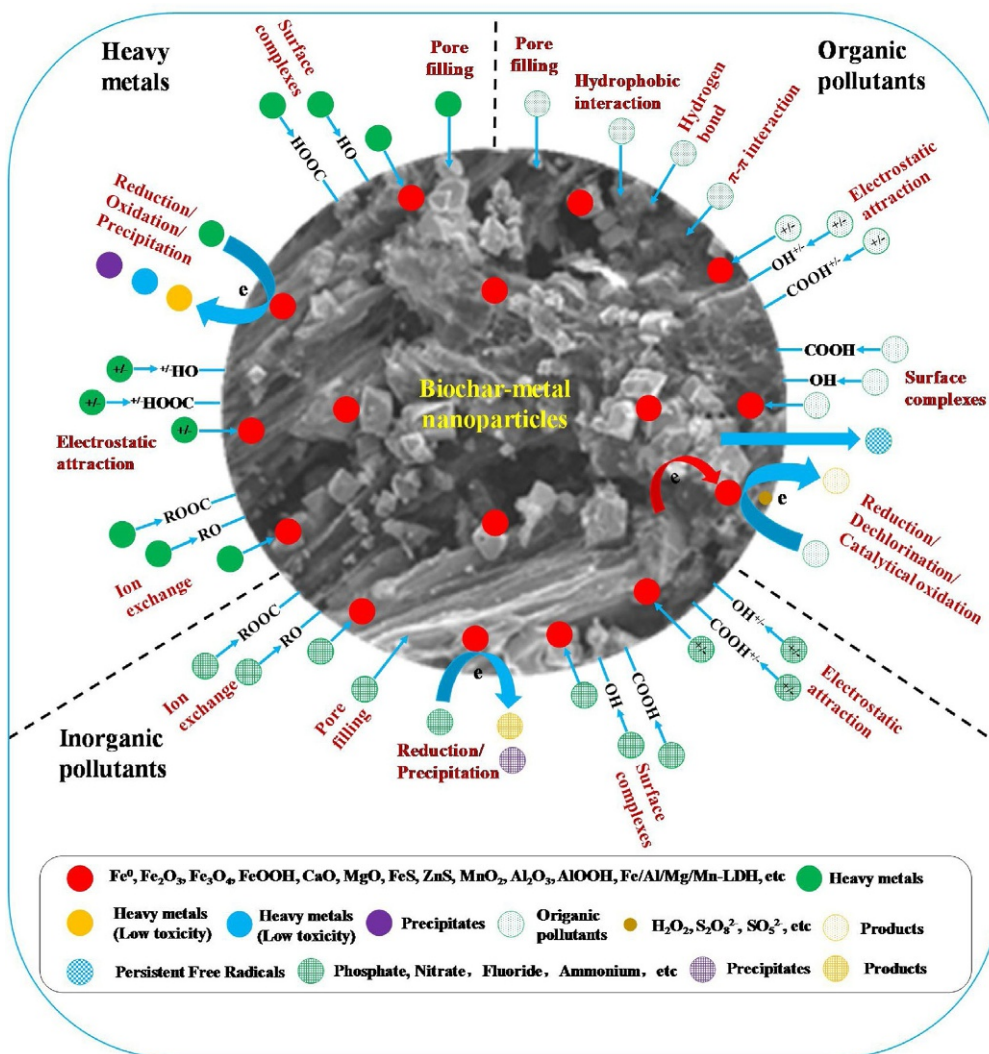 Heavy
metals
Surface
complexes
Pore
filling
Pore
filling
Organic
pollutants
Hydrophobic
interaction
Hydrogen
bond
π-π interaction
Electrostatic
attraction
HOOC
HO
+/-
+/-
+/-
OH+/-
COOH+/-
Reduction/
Oxidation/
Precipitation
e
+/-
+/-HO
+/-
+/-HOOC
+/-
Electrostatic
attraction
Biochar-metal
nanoparticles
COOH
OH
Surface
complexes
e
e
Reduction/
Dechlorination/
Catalytical oxidation
ROOC
RO
Ion
exchange
ROOC
RO
Ion
exchange
Pore
filling
e
Reduction/
Precipitation
OH
COOH
Surface
complexes
+/-
OH+/-
COOH+/-
+/-
+/-
Electrostatic
attraction
Inorganic
pollutants
Fe⁰, Fe₂O₃, Fe₃O₄, FeOOH, CaO, MgO, FeS, ZnS, MnO₂, Al₂O₃, AlOOH, Fe/Al/Mg/Mn-LDH, etc
Heavy metals
Heavy metals
(Low toxicity)
Heavy metals
(Low toxicity)
Precipitates
Origanic
pollutants
H₂O₂, S₂O₈²⁻, SO₅²⁻, etc
Products
Persistent Free Radicals
Phosphate, Nitrate, Fluoride, Ammonium, etc
Precipitates
Products